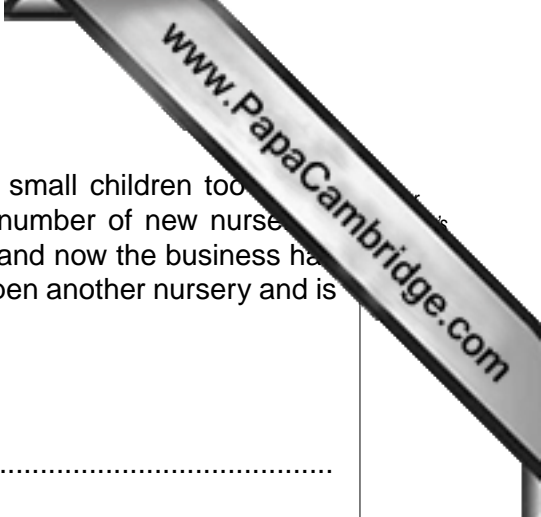 www.PapaCambridge.com
small children too
number of new nurse
and now the business ha
pen another nursery and is
........................................